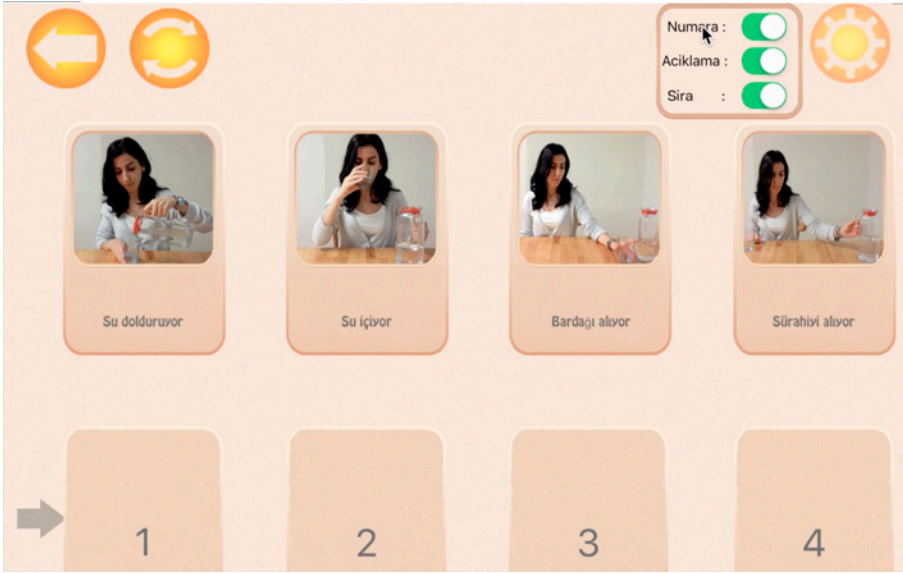 Numara :
Aciklama :
Sira :
Su dolduruyor
Su içiyor
Bardağı alıyor
Sürahiyi alıyor
1
2
3
4